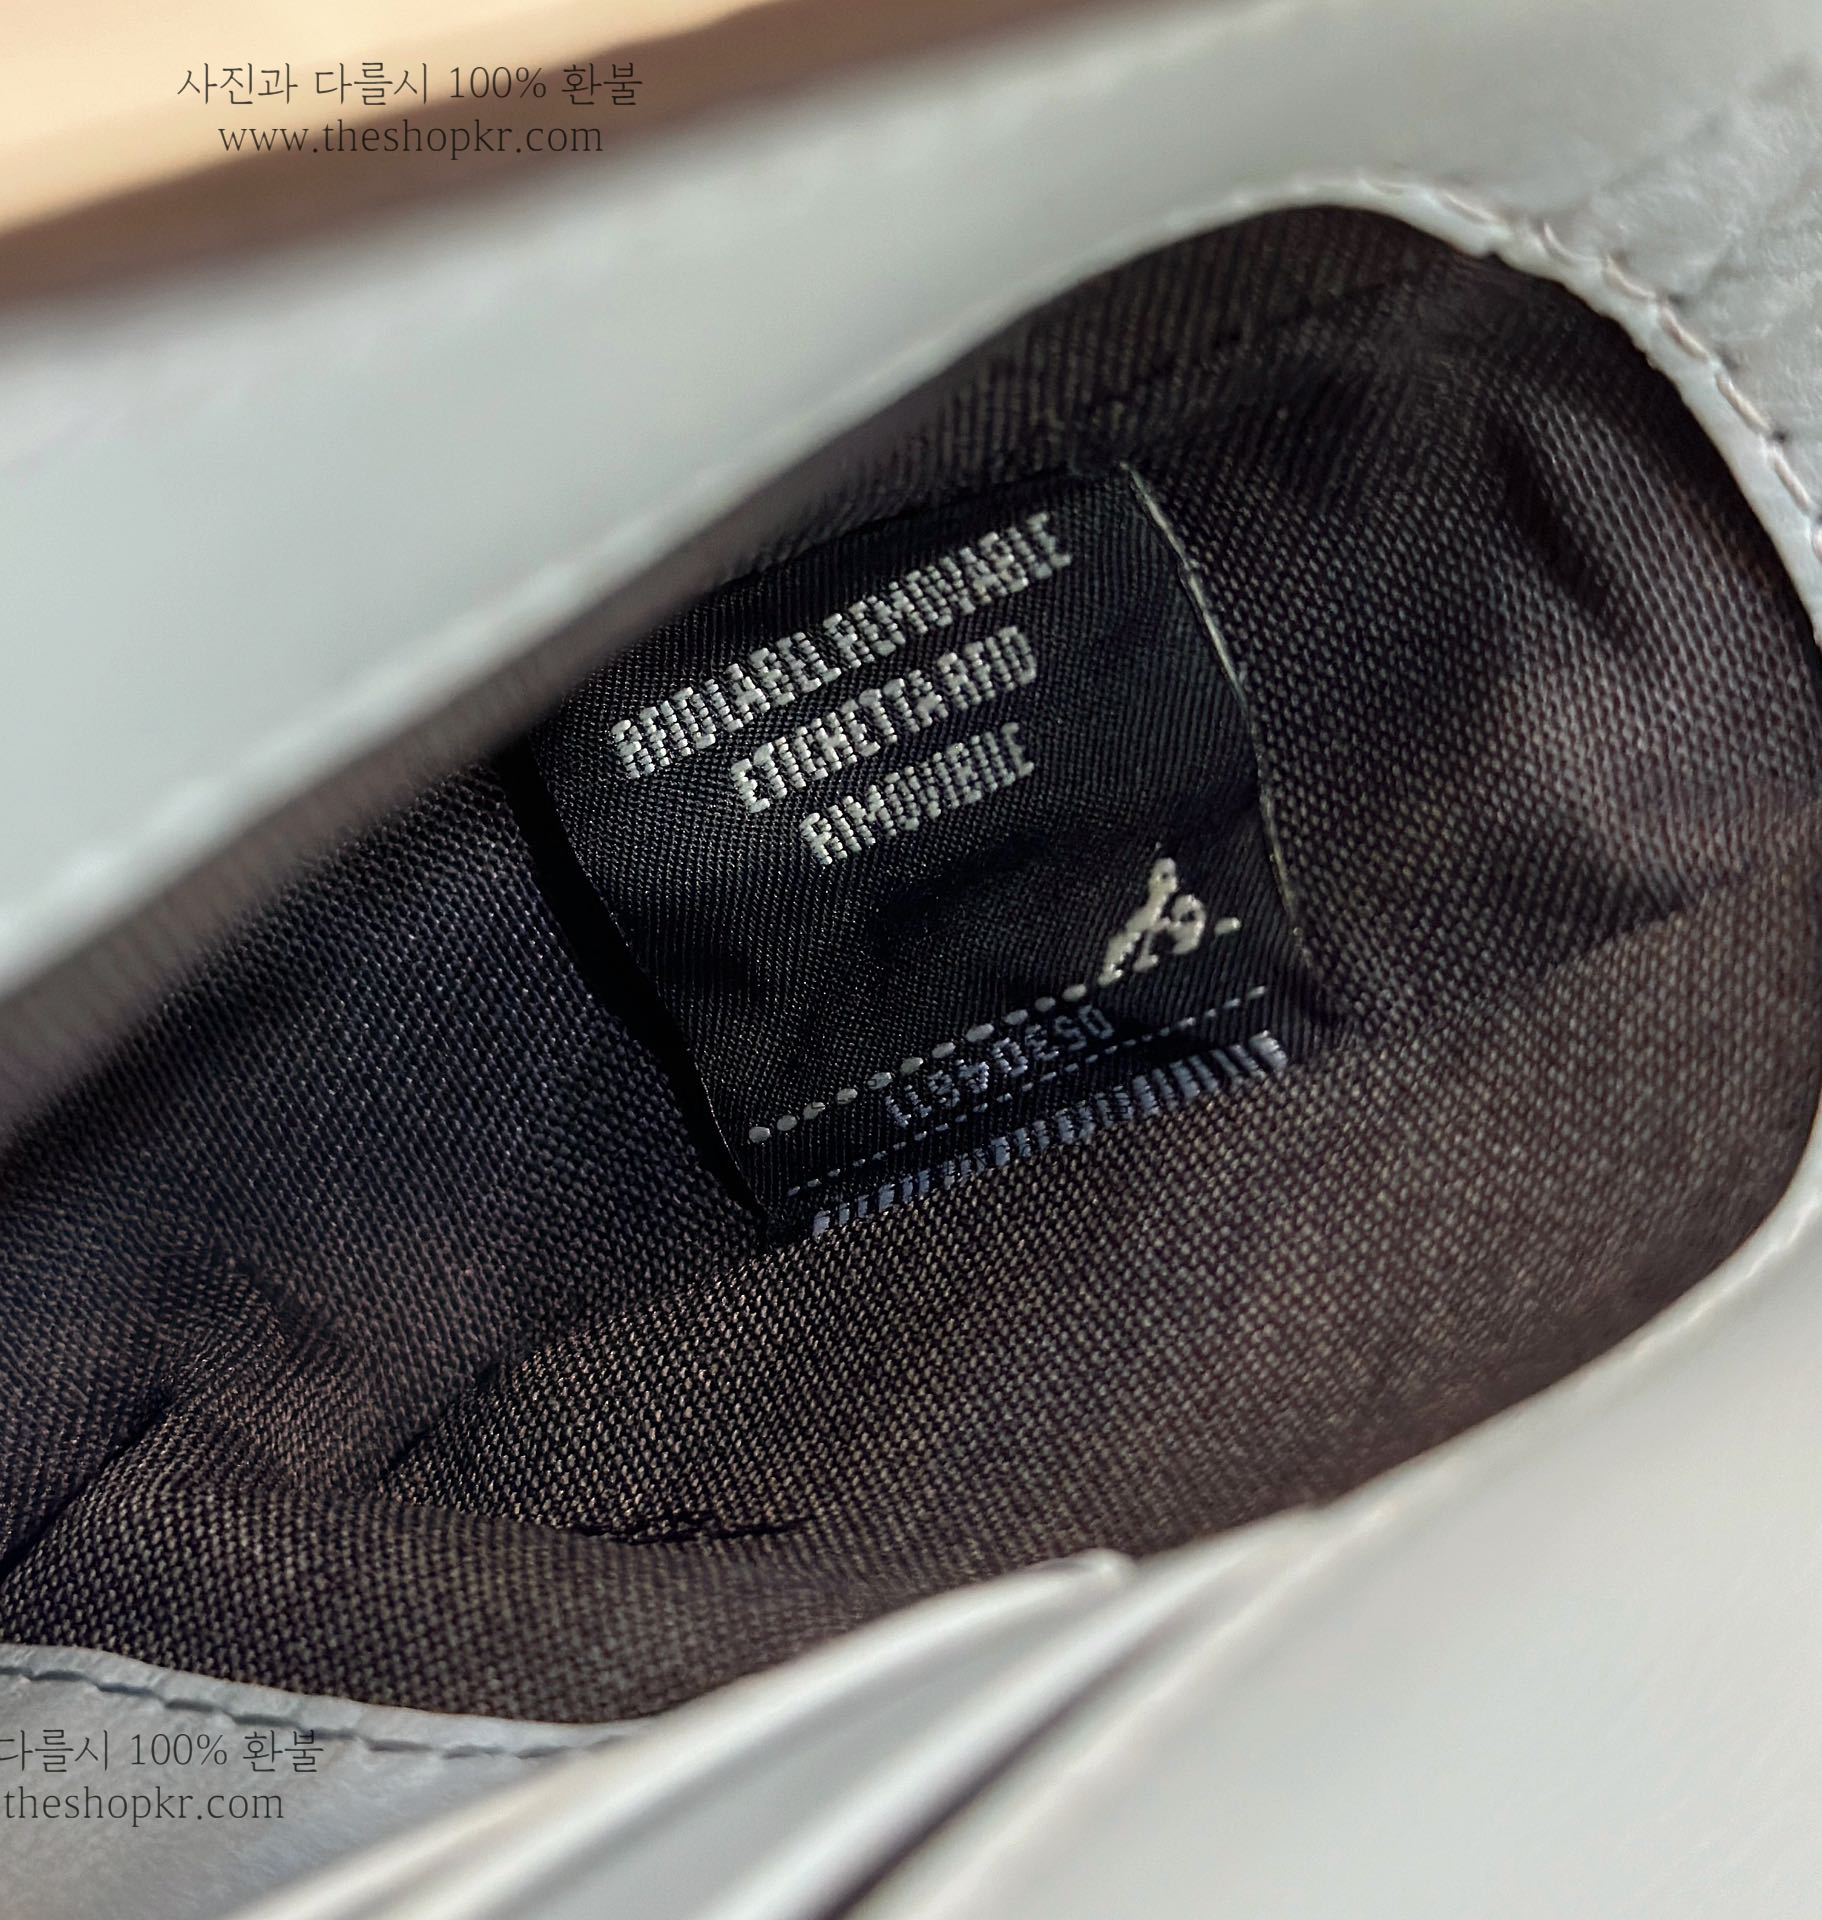 사진과 다를시 100% 환불
www.theshopkr.com
RFID LABEL REMOVABLE
ETICHETTA RFID
RIMOVIBILE
다를시 100% 환불
theshopkr.com